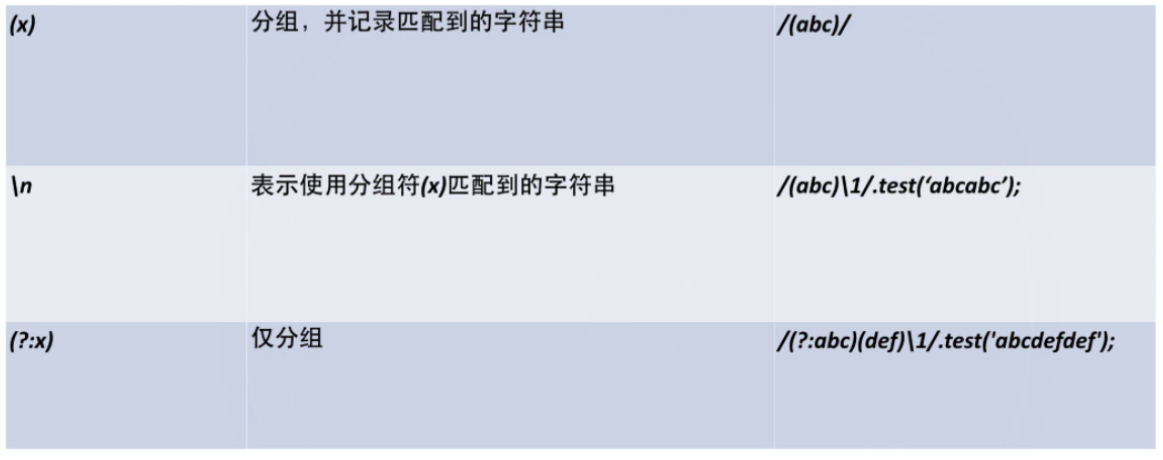 (x) 分组，并记录匹配到的字符串 /(abc)/
\n 表示使用分组符(x)匹配到的字符串 /(abc)\1/.test(‘abcabc’);
(?:x) 仅分组 /(?:abc)(def)\1/.test('abcdefdef');